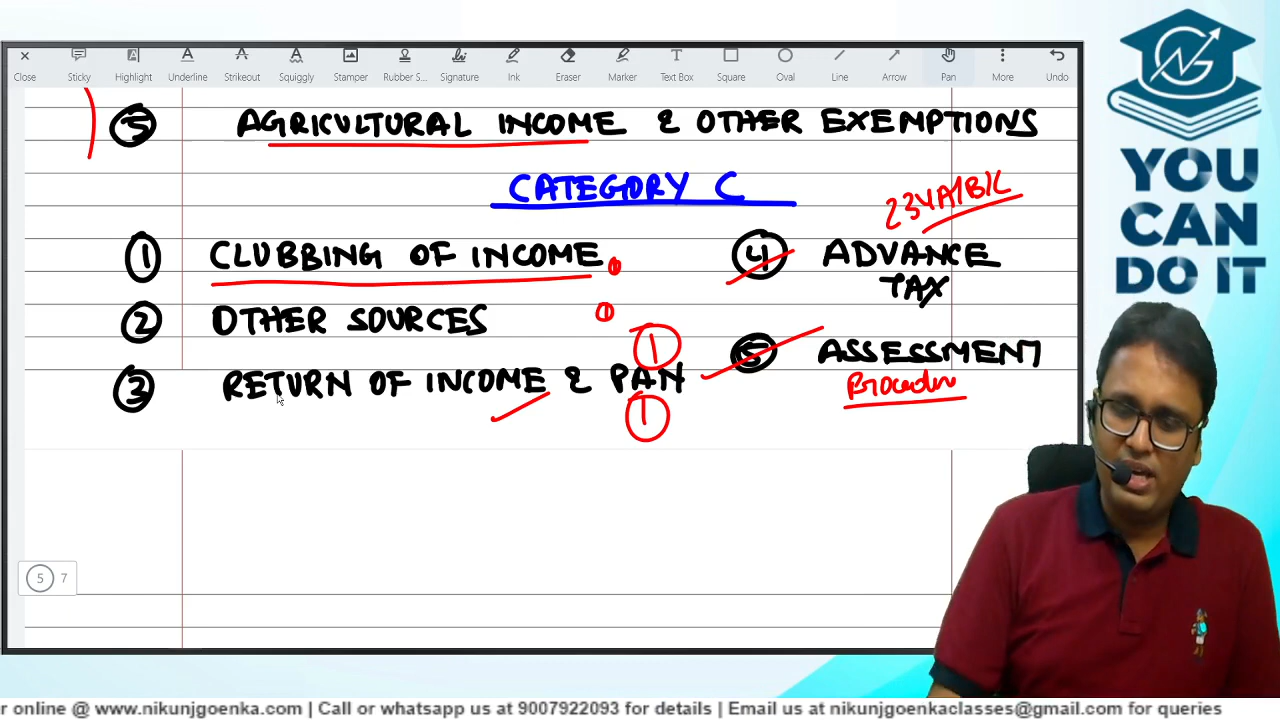 Close Sticky Highlight Underline Strikeout Squiggly Stamper Rubber S... Signature Ink Eraser Marker Text Box Square Oval Line Arrow Pan More Undo
5 AGRICULTURAL INCOME & OTHER EXEMPTIONS
CATEGORY C
234A/B/C
1 CLUBBING OF INCOME 1
4 ADVANCE TAX
2 OTHER SOURCES 1
1
5 ASSESSMENT
Procedure
3 RETURN OF INCOME & PAN
1
5 7
YOU
CAN
DO IT
r online @ www.nikunjgoenka.com | Call or whatsapp us at 9007922093 for details | Email us at nikunjgoenkaclasses@gmail.com for queries